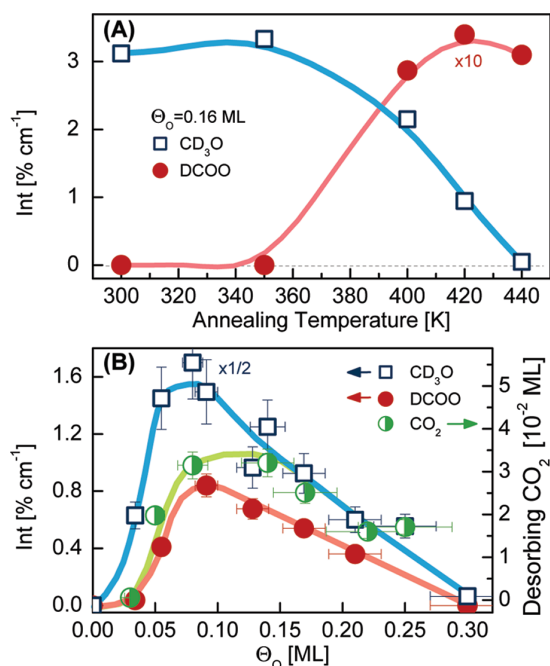 (A)
3
2
1
0
Int [% cm⁻¹]
x10
Θ_O=0.16 ML
CD₃O
DCOO
300 320 340 360 380 400 420 440
Annealing Temperature [K]
(B)
1.6
1.2
0.8
0.4
0.0
Int [% cm⁻¹]
x1/2
CD₃O
DCOO
CO₂
5
4
3
2
1
0
Desorbing CO₂ [10⁻² ML]
0.00 0.05 0.10 0.15 0.20 0.25 0.30
Θ_O [ML]